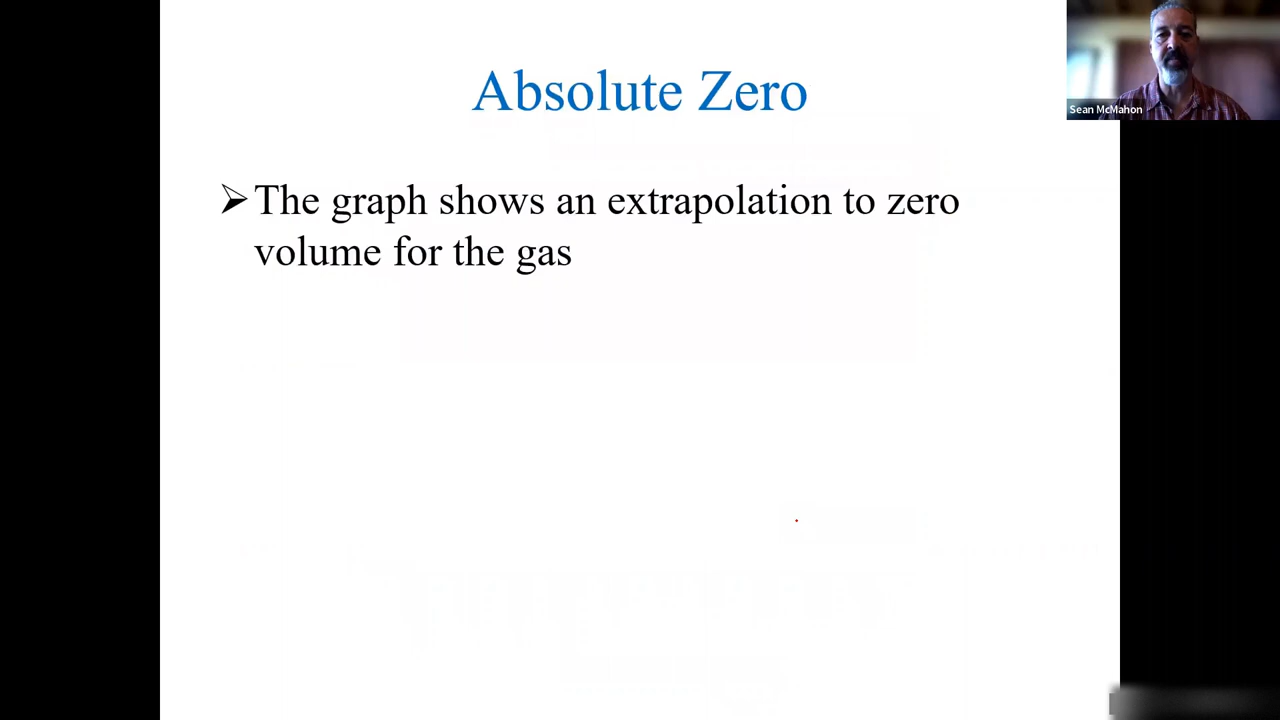 Absolute Zero
Sean McMahon
➢The graph shows an extrapolation to zero
volume for the gas